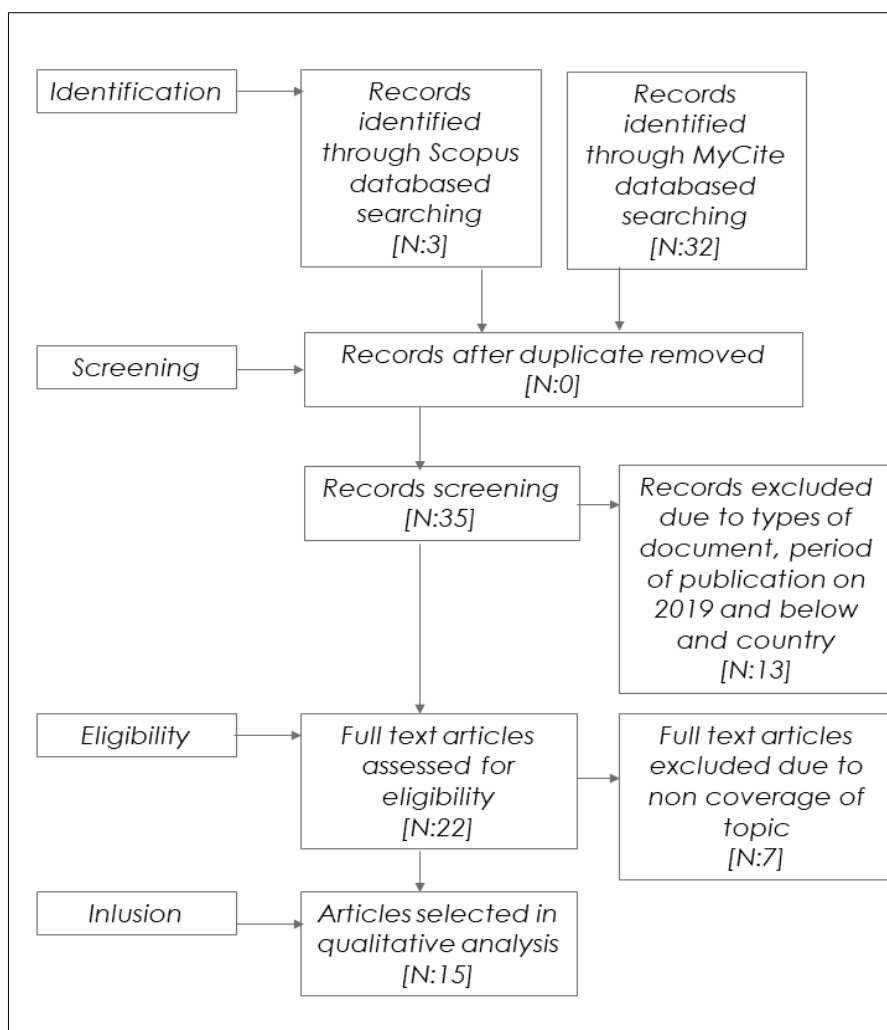 Identification
Records
identified
through Scopus
databased
searching
[N:3]
Records
identified
through MyCite
databased
searching
[N:32]
Screening
Records after duplicate removed
[N:0]
Records screening
[N:35]
Records excluded
due to types of
document, period
of publication on
2019 and below
and country
[N:13]
Eligibility
Full text articles
assessed for
eligibility
[N:22]
Full text articles
excluded due to
non coverage of
topic
[N:7]
Inlusion
Articles selected in
qualitative analysis
[N:15]